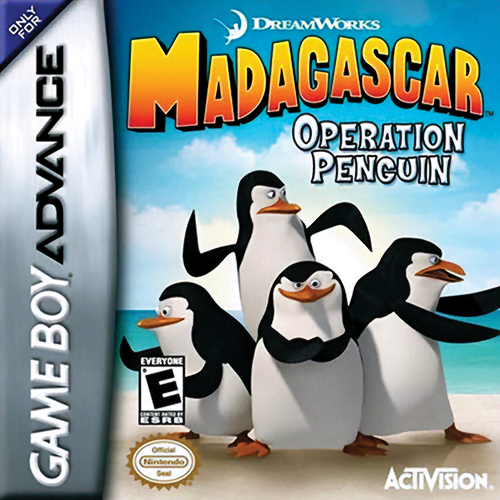 ONLY
FOR
GAME BOY ADVANCE
DREAMWORKS
MADAGASCAR
OPERATION
PENGUIN
EVERYONE
E
CONTENT RATED BY
ESRB
Official
Nintendo
Seal
ACTIVISION